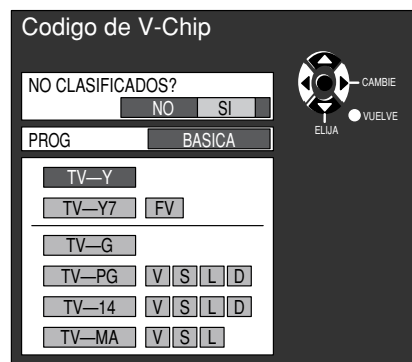 Codigo de V-Chip
NO CLASIFICADOS?
NO SI
PROG BASICA
TV—Y
TV—Y7 FV
TV—G
TV—PG V S L D
TV—14 V S L D
TV—MA V S L
CAMBIE
VUELVE
ELIJA